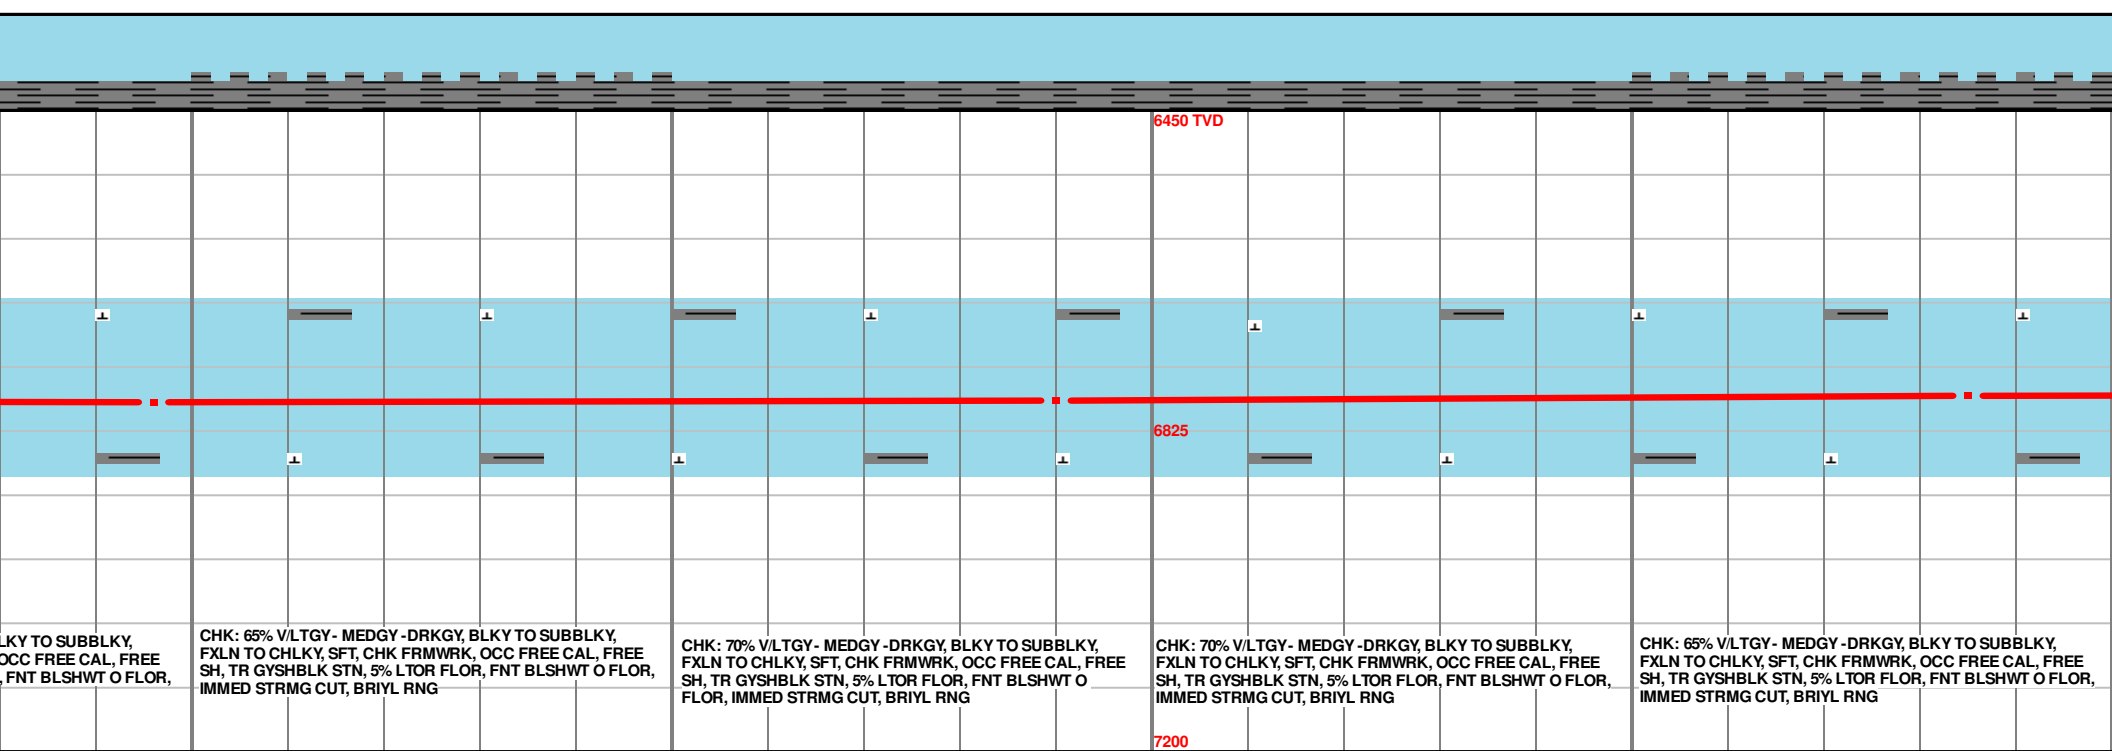 6450 TVD
6825
LKY TO SUBBLKY,
OCC FREE CAL, FREE
, FNT BLSHWT O FLOR,
CHK: 65% V/LTGY- MEDGY -DRKGY, BLKY TO SUBBLKY,
FXLN TO CHLKY, SFT, CHK FRMWRK, OCC FREE CAL, FREE
SH, TR GYSHBLK STN, 5% LTOR FLOR, FNT BLSHWT O FLOR,
IMMED STRMG CUT, BRIYL RNG
CHK: 70% V/LTGY- MEDGY -DRKGY, BLKY TO SUBBLKY,
FXLN TO CHLKY, SFT, CHK FRMWRK, OCC FREE CAL, FREE
SH, TR GYSHBLK STN, 5% LTOR FLOR, FNT BLSHWT O
FLOR, IMMED STRMG CUT, BRIYL RNG
CHK: 70% V/LTGY- MEDGY -DRKGY, BLKY TO SUBBLKY,
FXLN TO CHLKY, SFT, CHK FRMWRK, OCC FREE CAL, FREE
SH, TR GYSHBLK STN, 5% LTOR FLOR, FNT BLSHWT O FLOR,
IMMED STRMG CUT, BRIYL RNG
CHK: 65% V/LTGY- MEDGY -DRKGY, BLKY TO SUBBLKY,
FXLN TO CHLKY, SFT, CHK FRMWRK, OCC FREE CAL, FREE
SH, TR GYSHBLK STN, 5% LTOR FLOR, FNT BLSHWT O FLOR,
IMMED STRMG CUT, BRIYL RNG
7200